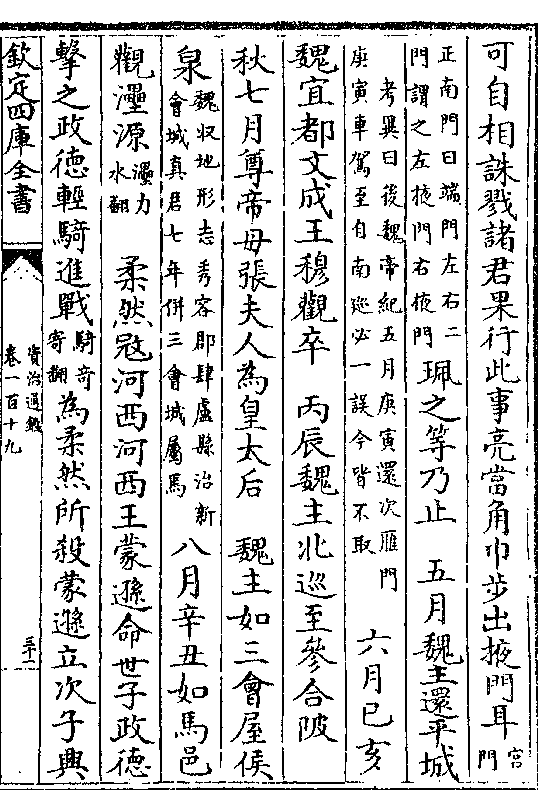 可自相誅戮諸君果行此事亮當角巾步出掖門耳宫門
正南門曰端門左右二門謂之左掖門右掖門珮之等乃止　五月魏主還平城
考異曰後魏帝紀五月庚寅還次雁門庚寅車駕至自南巡必一誤今皆不取　六月己亥
魏宜都文成王穆觀卒　丙辰魏主北巡至參合陂
秋七月尊帝母張夫人為皇太后　魏主如三會屋侯
泉魏収地形志秀容郡肆盧縣治新會城真君七年併三會城屬焉　八月辛丑如馬邑
觀灅源灅力水翻　柔然寇河西河西王蒙遜命世子政德
擊之政德輕騎進戰騎奇寄翻為柔然所殺蒙遜立次子興
欽定四庫全書
資治通鑑
卷一百十九
三十二